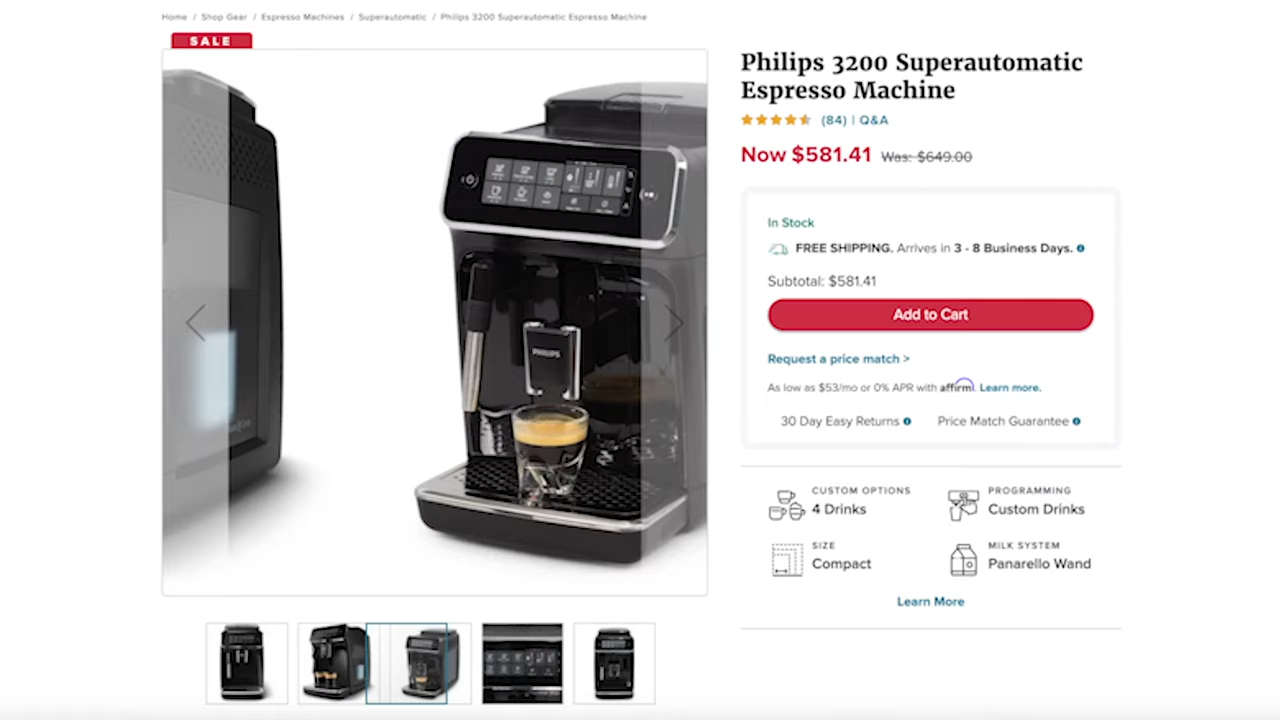 Home / Shop Gear / Espresso Machines / Superautomatic / Philips 3200 Superautomatic Espresso Machine
SALE
PHILIPS
Philips 3200 Superautomatic
Espresso Machine
(84) | Q&A
Now $581.41 Was: $649.00
In Stock
FREE SHIPPING. Arrives in 3 - 8 Business Days.
Subtotal: $581.41
Add to Cart
Request a price match >
As low as $53/mo or 0% APR with affirm. Learn more.
30 Day Easy Returns
Price Match Guarantee
CUSTOM OPTIONS
4 Drinks
PROGRAMMING
Custom Drinks
SIZE
Compact
MILK SYSTEM
Panarello Wand
Learn More